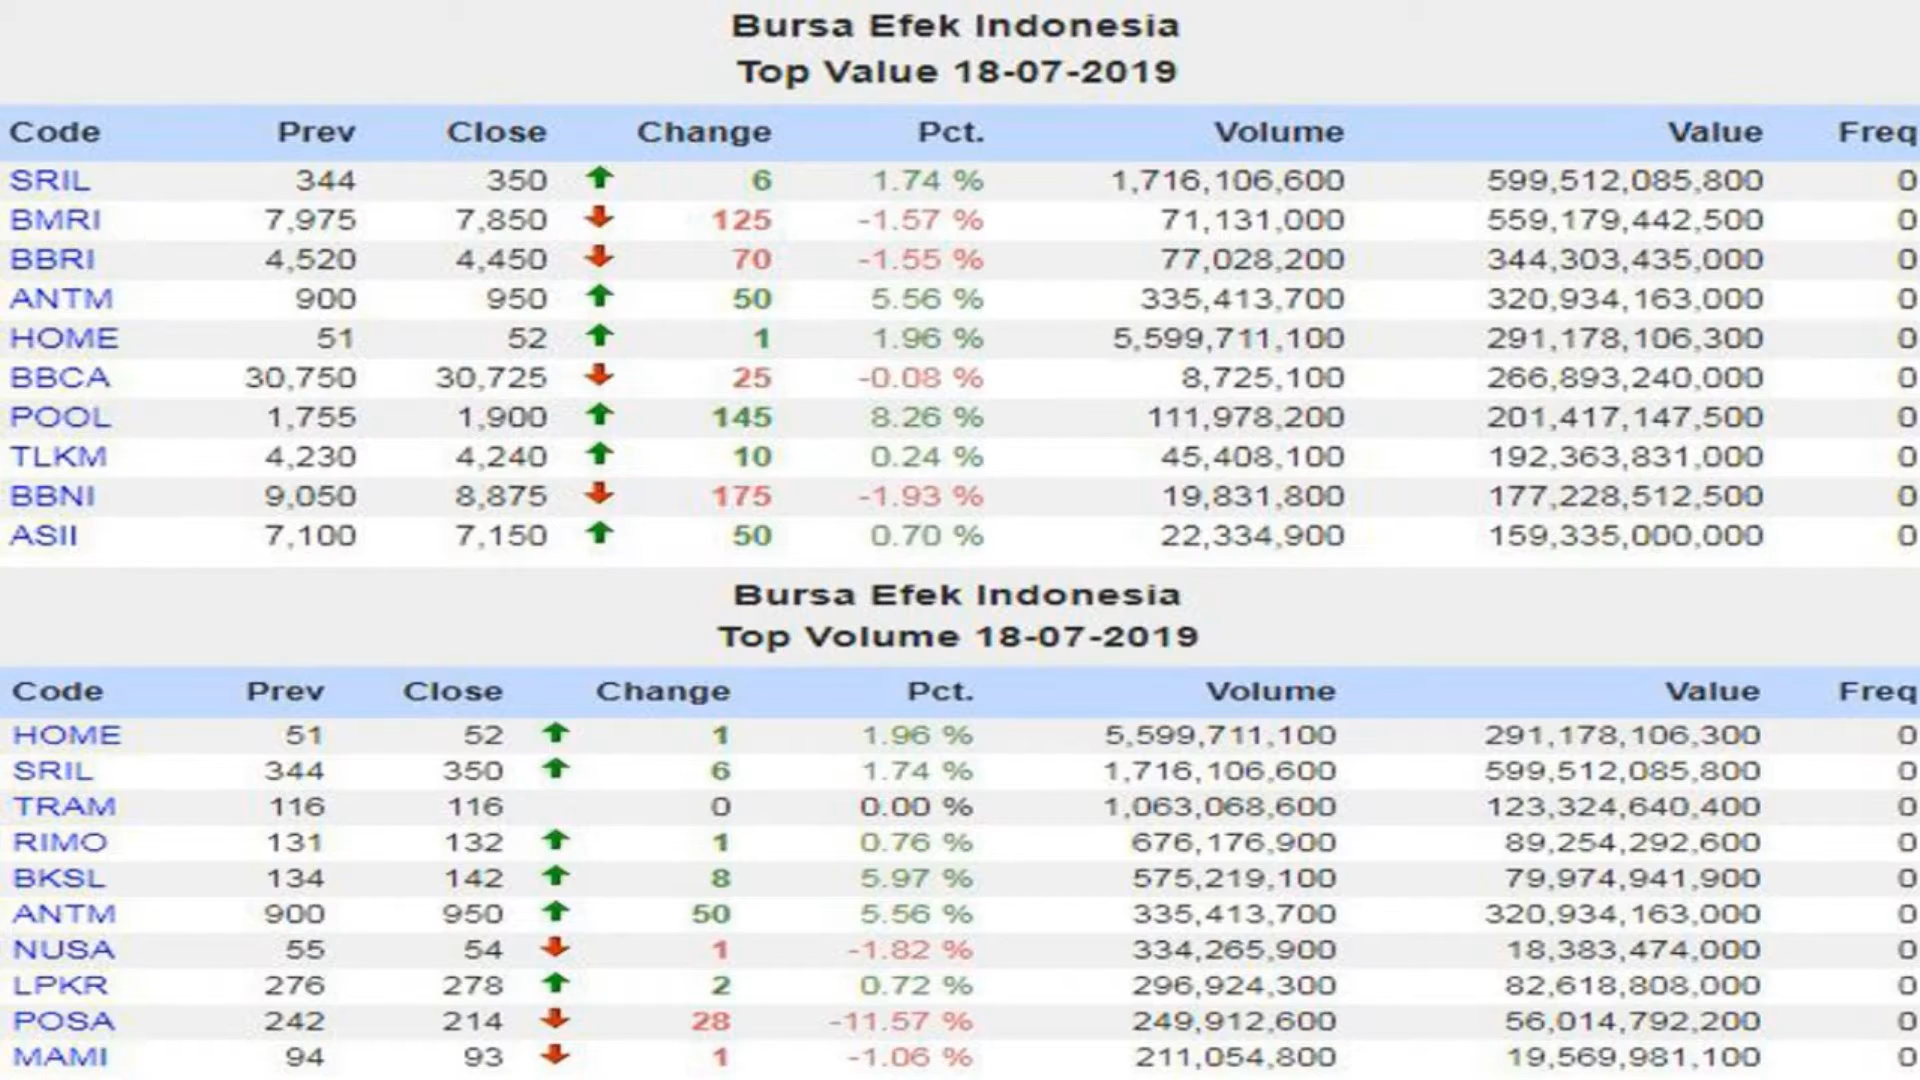 Bursa Efek Indonesia
Top Value 18-07-2019
Code Prev Close Change Pct. Volume Value Freq
SRIL 344 350 6 1.74 % 1,716,106,600 599,512,085,800 0
BMRI 7,975 7,850 125 -1.57 % 71,131,000 559,179,442,500 0
BBRI 4,520 4,450 70 -1.55 % 77,028,200 344,303,435,000 0
ANTM 900 950 50 5.56 % 335,413,700 320,934,163,000 0
HOME 51 52 1 1.96 % 5,599,711,100 291,178,106,300 0
BBCA 30,750 30,725 25 -0.08 % 8,725,100 266,893,240,000 0
POOL 1,755 1,900 145 8.26 % 111,978,200 201,417,147,500 0
TLKM 4,230 4,240 10 0.24 % 45,408,100 192,363,831,000 0
BBNI 9,050 8,875 175 -1.93 % 19,831,800 177,228,512,500 0
ASII 7,100 7,150 50 0.70 % 22,334,900 159,335,000,000 0
Bursa Efek Indonesia
Top Volume 18-07-2019
Code Prev Close Change Pct. Volume Value Freq
HOME 51 52 1 1.96 % 5,599,711,100 291,178,106,300 0
SRIL 344 350 6 1.74 % 1,716,106,600 599,512,085,800 0
TRAM 116 116 0 0.00 % 1,063,068,600 123,324,640,400 0
RIMO 131 132 1 0.76 % 676,176,900 89,254,292,600 0
BKSL 134 142 8 5.97 % 575,219,100 79,974,941,900 0
ANTM 900 950 50 5.56 % 335,413,700 320,934,163,000 0
NUSA 55 54 1 -1.82 % 334,265,900 18,383,474,000 0
LPKR 276 278 2 0.72 % 296,924,300 82,618,808,000 0
POSA 242 214 28 -11.57 % 249,912,600 56,014,792,200 0
MAMI 94 93 1 -1.06 % 211,054,800 19,569,981,100 0